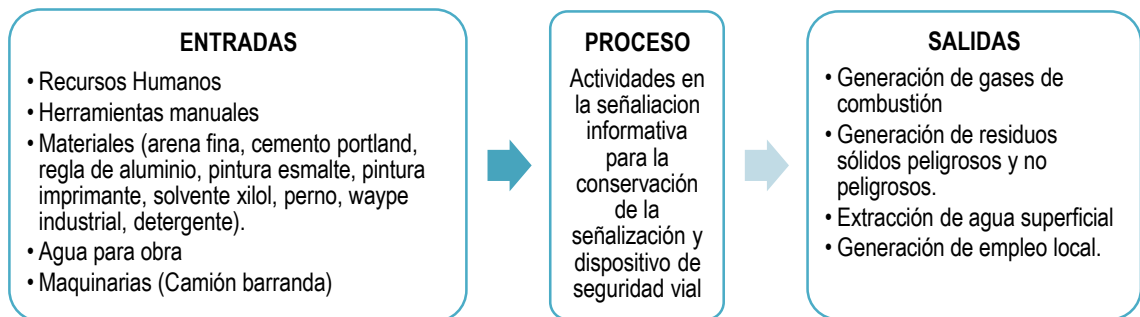 ENTRADAS
• Recursos Humanos
• Herramientas manuales
• Materiales (arena fina, cemento portland,
regla de aluminio, pintura esmalte, pintura
imprimante, solvente xilol, perno, waype
industrial, detergente).
• Agua para obra
• Maquinarias (Camión barranda)
PROCESO
Actividades en
la señaliacion
informativa
para la
conservación
de la
señalización y
dispositivo de
seguridad vial
SALIDAS
• Generación de gases de
combustión
• Generación de residuos
sólidos peligrosos y no
peligrosos.
• Extracción de agua superficial
• Generación de empleo local.